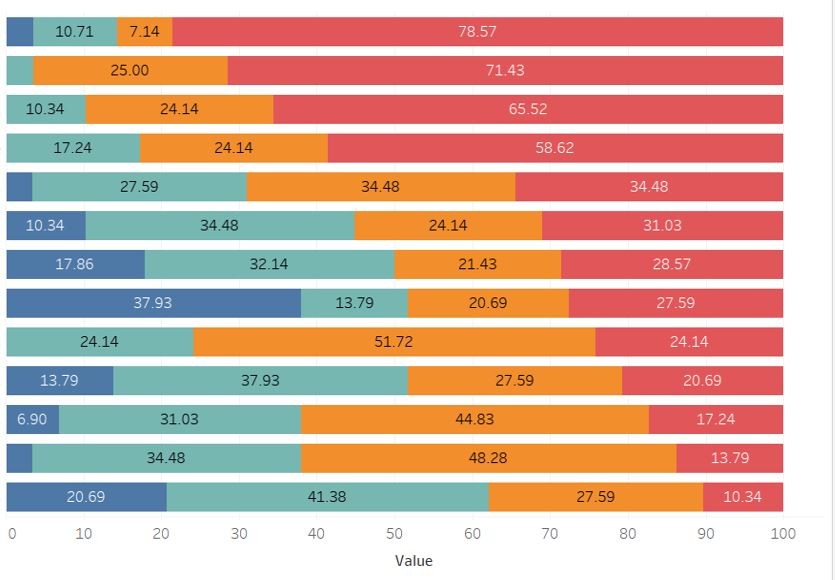 10.71 7.14 78.57
25.00 71.43
10.34 24.14 65.52
17.24 24.14 58.62
27.59 34.48 34.48
10.34 34.48 24.14 31.03
17.86 32.14 21.43 28.57
37.93 13.79 20.69 27.59
24.14 51.72 24.14
13.79 37.93 27.59 20.69
6.90 31.03 44.83 17.24
34.48 48.28 13.79
20.69 41.38 27.59 10.34
0 10 20 30 40 50 60 70 80 90 100
Value